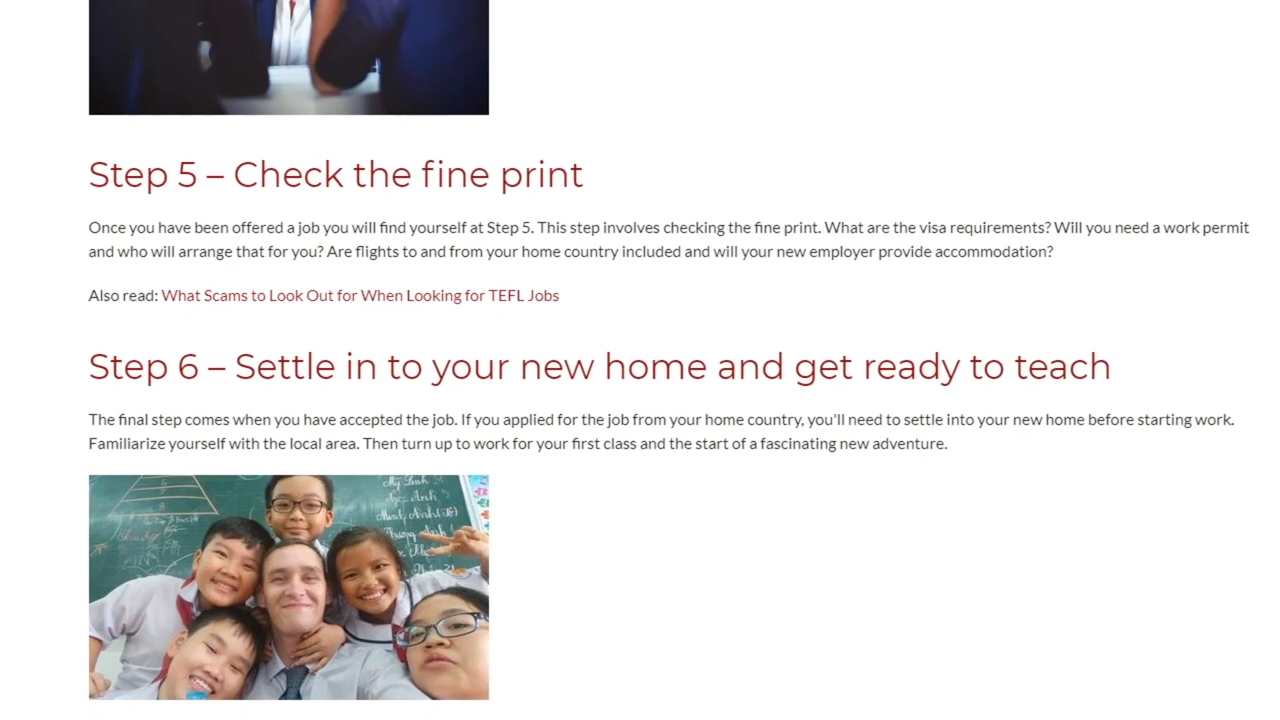 Step 5 – Check the fine print
Once you have been offered a job you will find yourself at Step 5. This step involves checking the fine print. What are the visa requirements? Will you need a work permit
and who will arrange that for you? Are flights to and from your home country included and will your new employer provide accommodation?
Also read: What Scams to Look Out for When Looking for TEFL Jobs
Step 6 – Settle in to your new home and get ready to teach
The final step comes when you have accepted the job. If you applied for the job from your home country, you'll need to settle into your new home before starting work.
Familiarize yourself with the local area. Then turn up to work for your first class and the start of a fascinating new adventure.
6
7
8
Anh